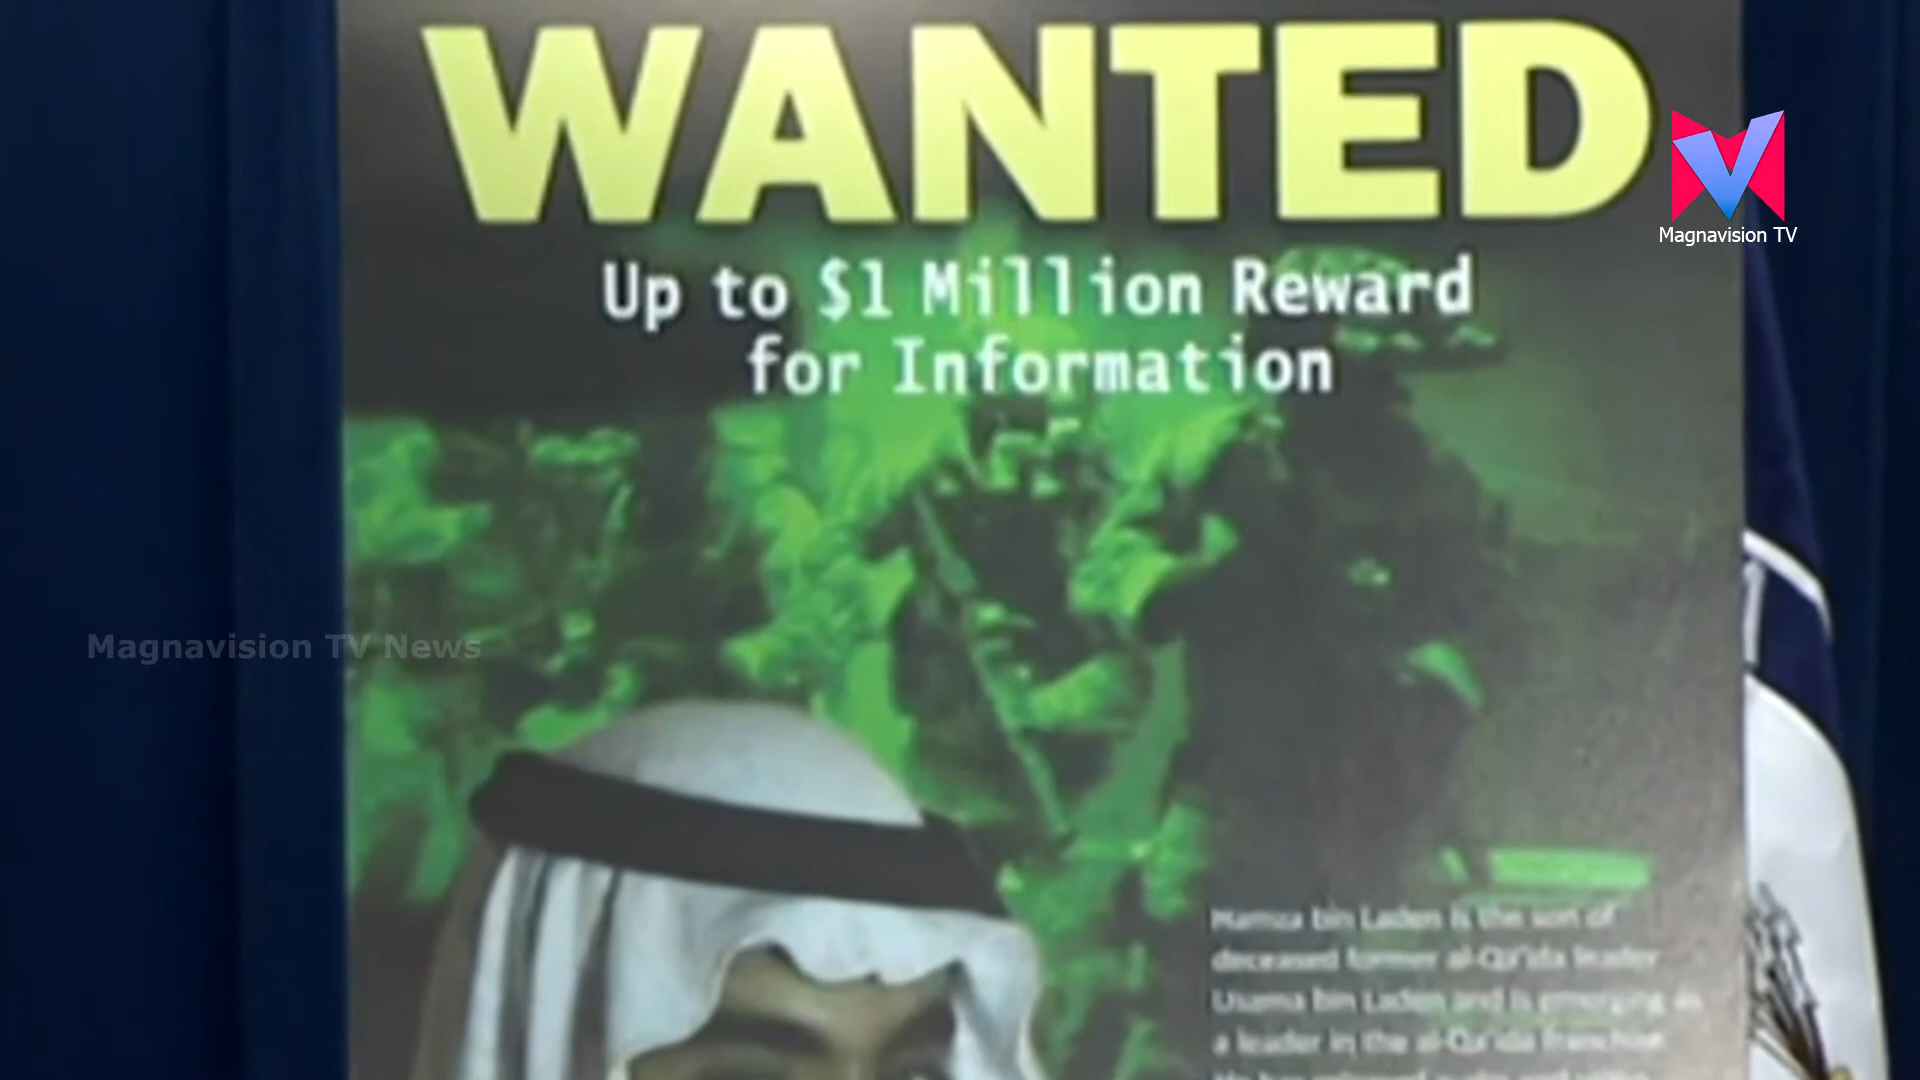 WANTED
Up to $1 Million Reward
for Information
Magnavision TV
Magnavision TV News
Hamza bin Laden is the son of
deceased former al-Qa'ida leader
Usama bin Laden and is emerging as
a leader in the al-Qa'ida franchise